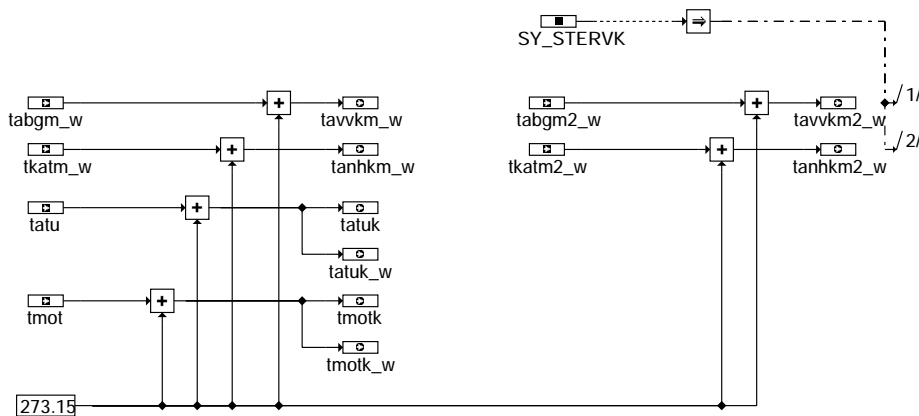 SY_STERVK
1/
tabgm_w
tavvkm_w
tabgm2_w
tavvkm2_w
2/
tkatm_w
tanhkm_w
tkatm2_w
tanhkm2_w
tatu
tatuk
tatuk_w
tmot
tmotk
tmotk_w
273.15